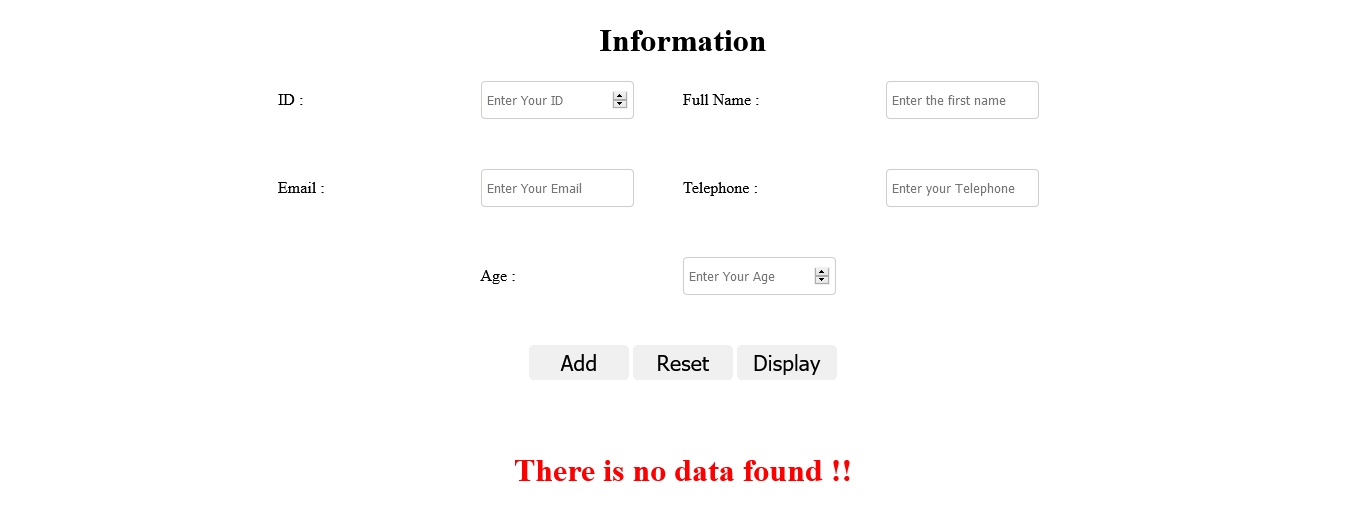 Information
ID : Enter Your ID Full Name : Enter the first name
Email : Enter Your Email Telephone : Enter your Telephone
Age : Enter Your Age
Add Reset Display
There is no data found !!